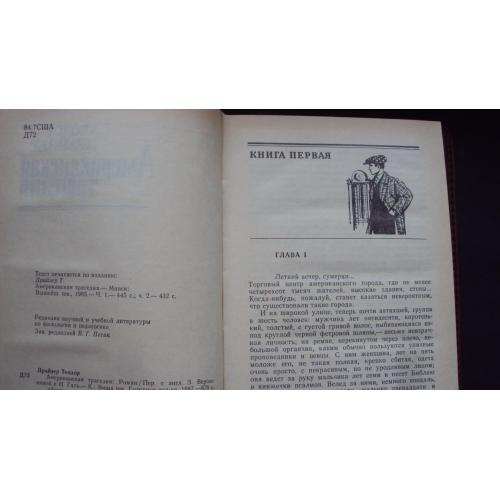 84.7США
Д72
Текст печатается по изданию:
Драйзер Т.
Американская трагедия.— Минск:
Вышэйш. шк., 1985.— Ч. 1.— 445 с.; ч. 2.— 432 с.
Редакция научной и учебной литературы
по филологии и педагогике
Зав. редакцией В. Г. Петюк
Драйзер Теодор
Д72 Американская трагедия: Роман/Пер. с англ. З. Верши-
ниной и Н. Галь
КНИГА ПЕРВАЯ
ГЛАВА 1
Летний вечер, сумерки...
Торговый центр американского города, где не менее
четырехсот тысяч жителей, высокие здания, стены...
Когда-нибудь, пожалуй, станет казаться невероятным,
что существовали такие города.
И на широкой улице, теперь почти затихшей, группа
в шесть человек: мужчина лет пятидесяти, коротень-
кий, толстый, с густой гривой волос, выбивающихся из-
под круглой черной фетровой шляпы,— весьма невзрач-
ная личность; на ремне, перекинутом через плечо, не-
большой органчик, каким обычно пользуются уличные
проповедники и певцы. С ним женщина, лет на пять
моложе его, не такая полная, крепко сбитая, одета
очень просто, с некрасивым, но не уродливым лицом;
она ведет за руку мальчика лет семи и несет Библию
и книжечки псалмов. Вслед за ними, немного поодаль,